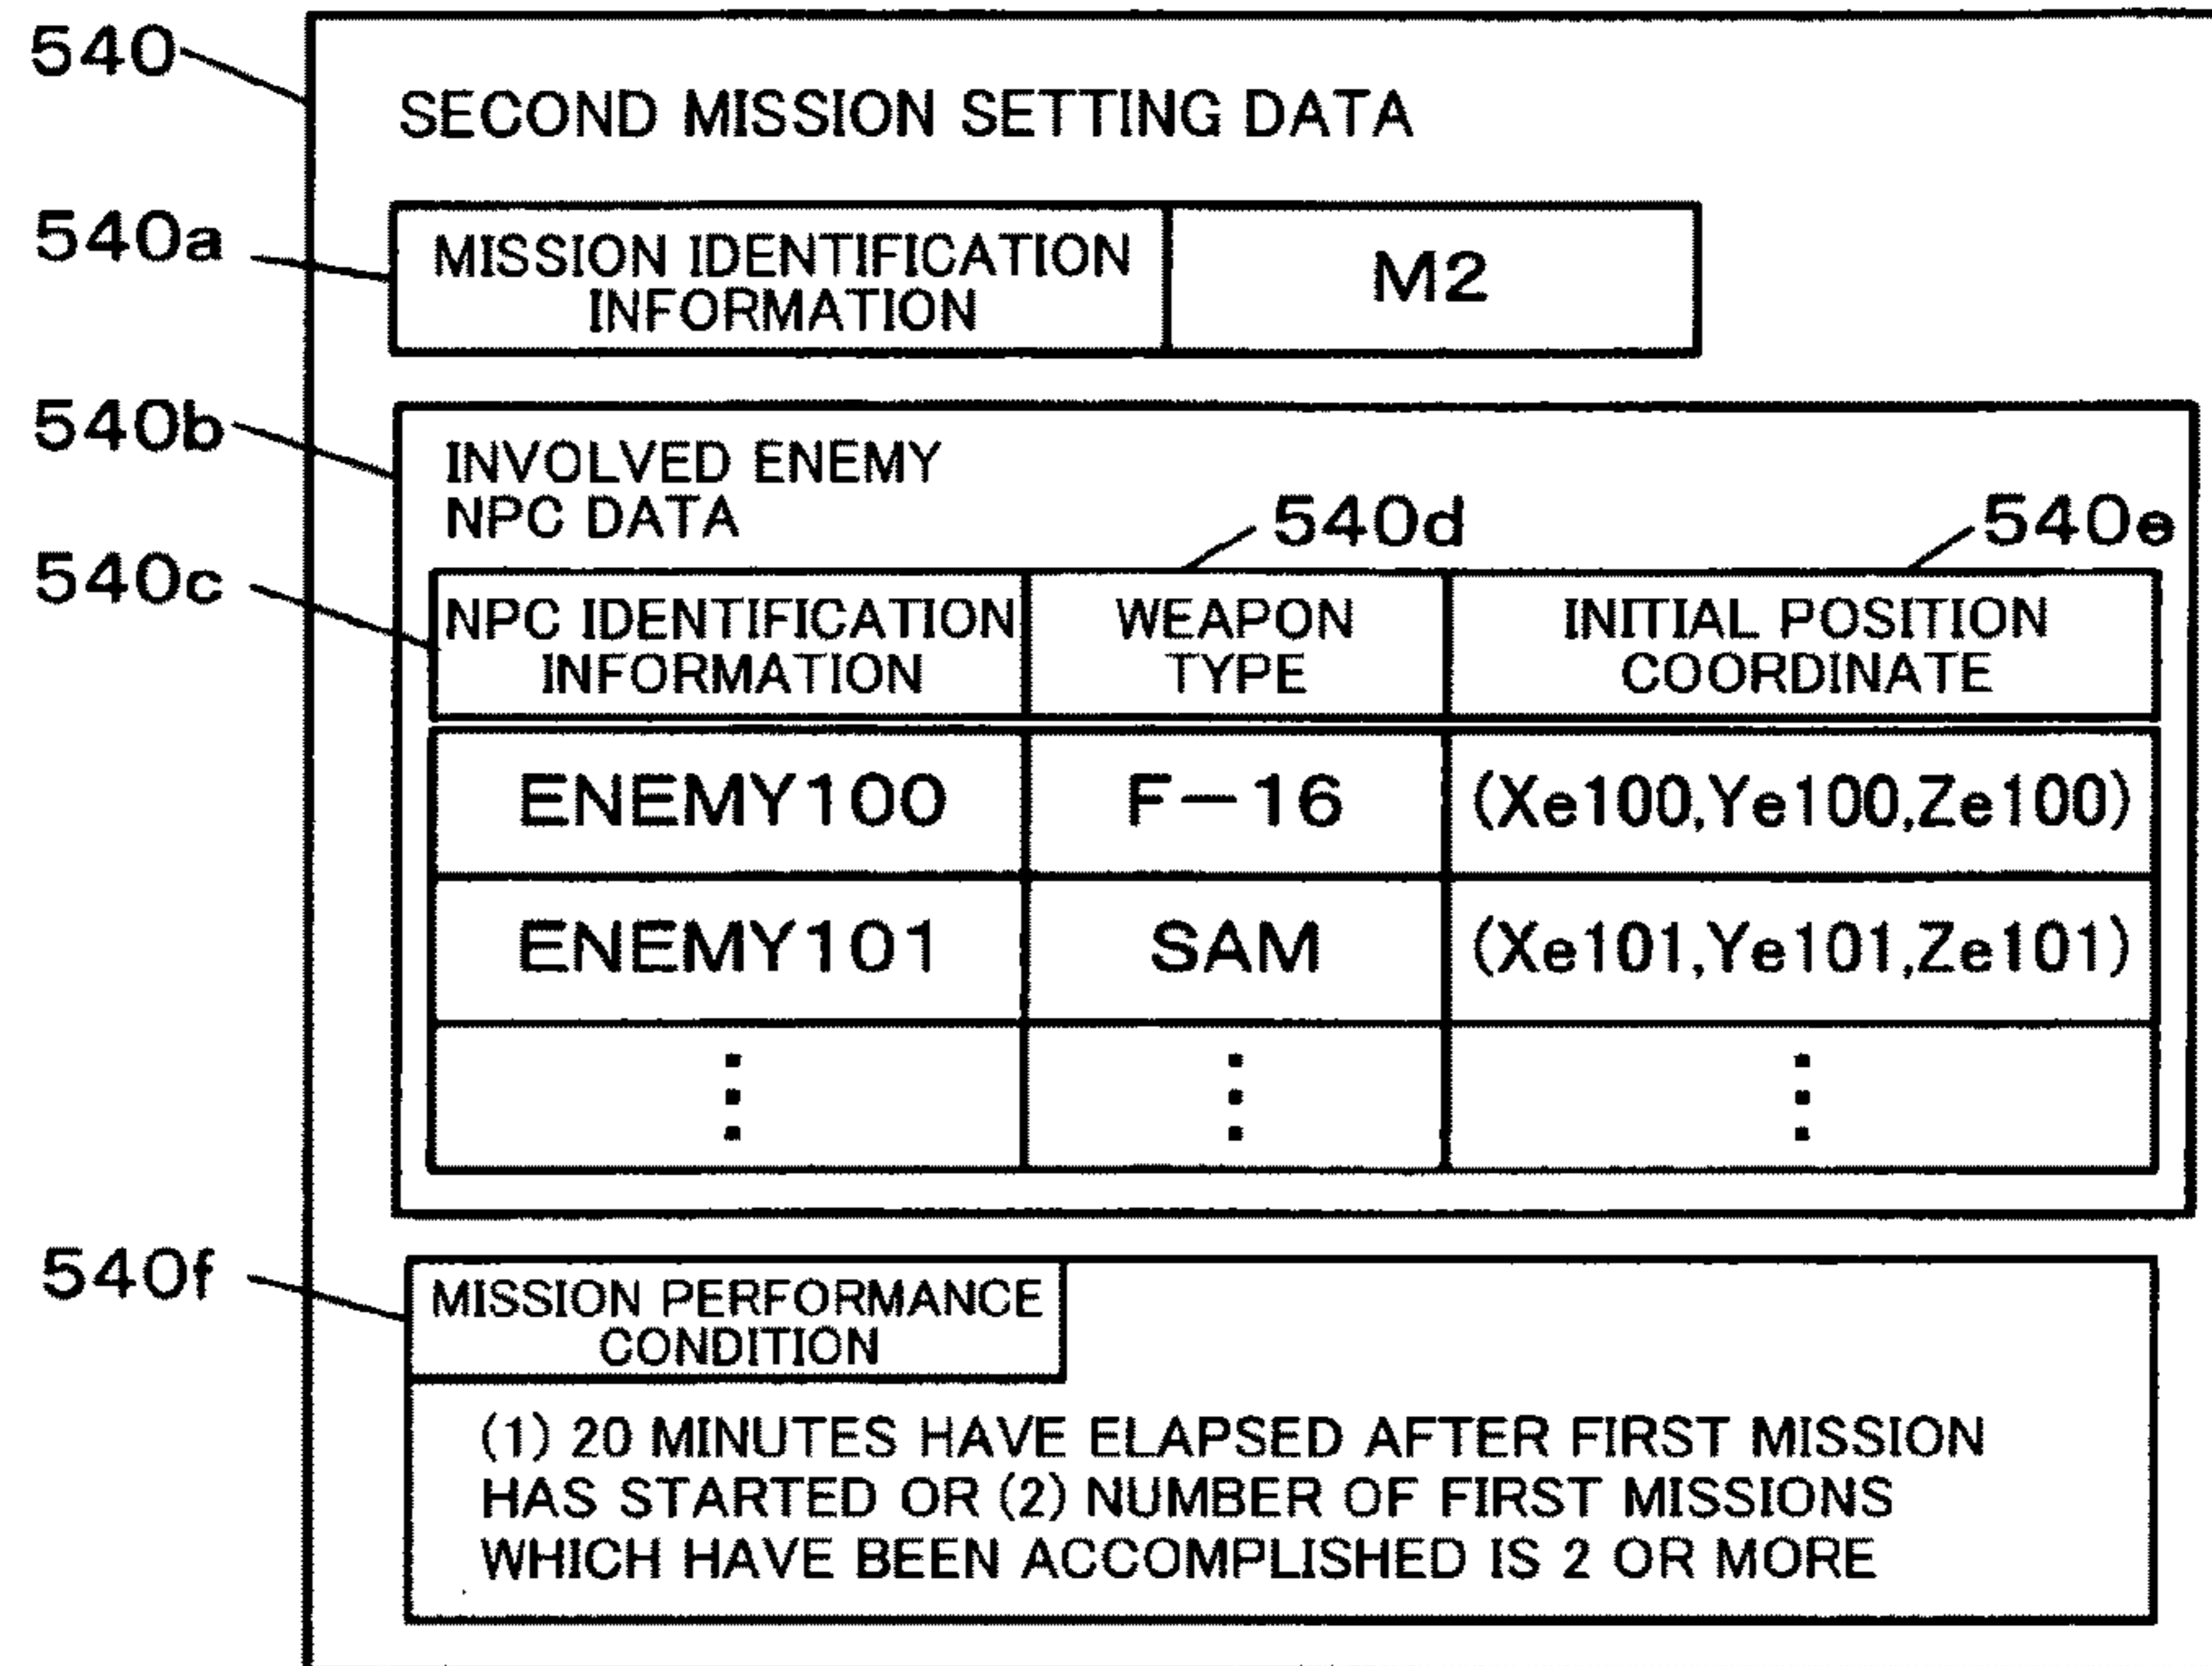 540
SECOND MISSION SETTING DATA
540a
MISSION IDENTIFICATION
INFORMATION
M2
540b
INVOLVED ENEMY
NPC DATA
540d
540e
540c
NPC IDENTIFICATION
INFORMATION
WEAPON
TYPE
INITIAL POSITION
COORDINATE
ENEMY100
F-16
(Xe100,Ye100,Ze100)
ENEMY101
SAM
(Xe101,Ye101,Ze101)
540f
MISSION PERFORMANCE
CONDITION
(1) 20 MINUTES HAVE ELAPSED AFTER FIRST MISSION
HAS STARTED OR (2) NUMBER OF FIRST MISSIONS
WHICH HAVE BEEN ACCOMPLISHED IS 2 OR MORE